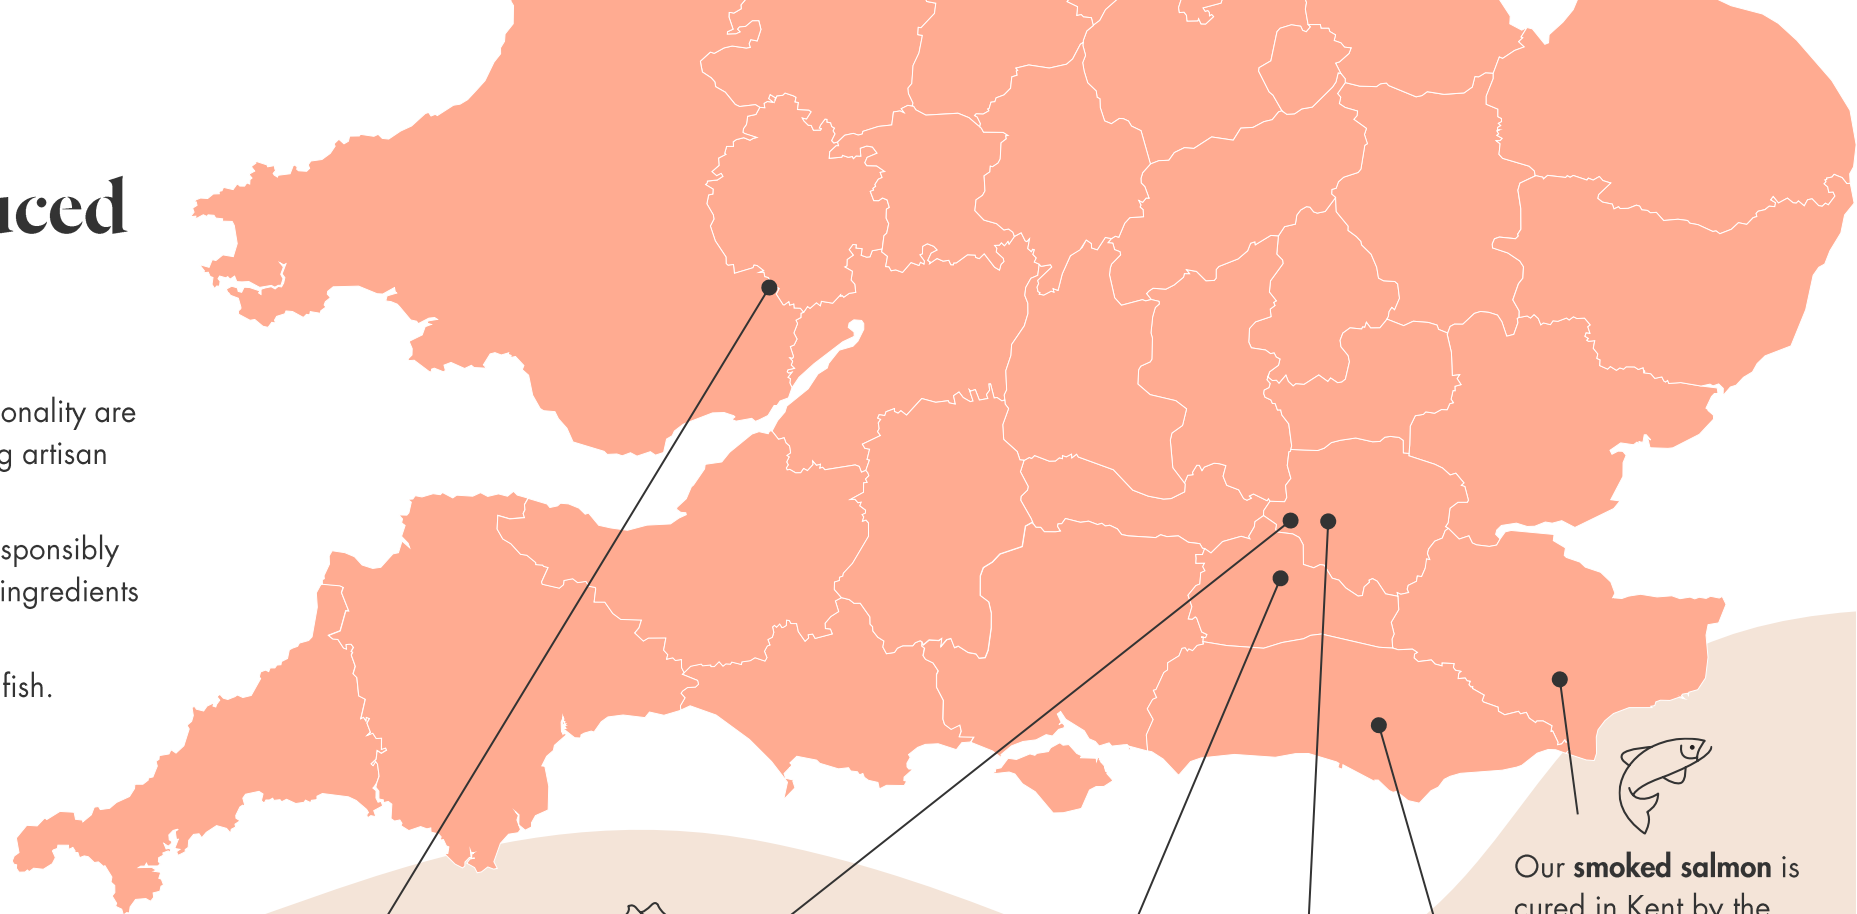 uced
onality are
g artisan
sponsibly
ingredients
fish.
Our smoked salmon is
cured in Kent by the